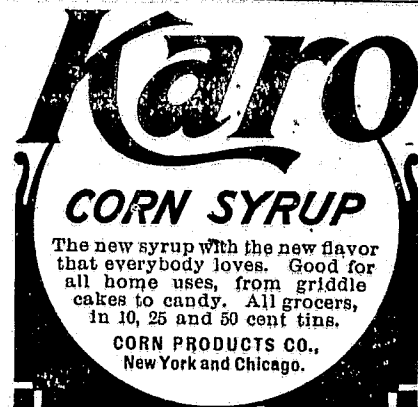 Karo
CORN SYRUP
The new syrup with the new flavor
that everybody loves. Good for
all home uses, from griddle
cakes to candy. All grocers,
in 10, 25 and 50 cent tins.
CORN PRODUCTS CO.,
New York and Chicago.